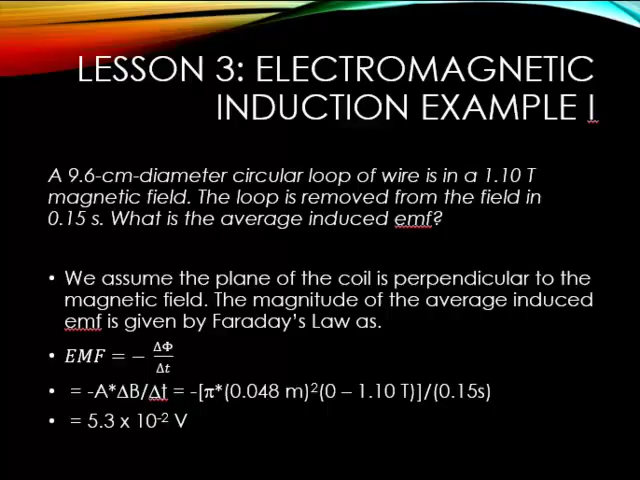 LESSON 3: ELECTROMAGNETIC
INDUCTION EXAMPLE I
A 9.6-cm-diameter circular loop of wire is in a 1.10 T
magnetic field. The loop is removed from the field in
0.15 s. What is the average induced emf?
• We assume the plane of the coil is perpendicular to the
magnetic field. The magnitude of the average induced
emf is given by Faraday's Law as.
• EMF = − ΔΦ/Δt
• = -A*ΔB/Δt = -[π*(0.048 m)²(0 – 1.10 T)]/(0.15s)
• = 5.3 x 10⁻² V